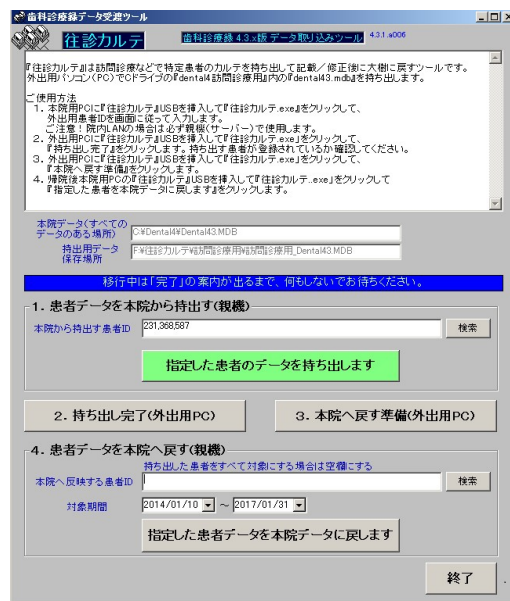 歯科診療録データ受渡ツール
往診カルテ
歯科診療録 4.3.x版 データ取り込みツール
4.3.1.a006
『往診カルテ』は訪問診療などで特定患者のカルテを持ち出して記載／修正後に大樹に戻すツールです。
外出用パソコン(PC)でCドライブの『dental4訪問診療用』内の『dental43.mdb』を持ち出します。
ご使用方法
1. 本院用PCに『往診カルテ』USBを挿入して『往診カルテ.exe』をクリックして、
外出用患者IDを画面に従って入力します。
ご注意！院内LANの場合は必ず親機(サーバー)で使用します。
2. 外出用PCに『往診カルテ』USBを挿入して『往診カルテ.exe』をクリックして、
『持ち出し完了』をクリックします。持ち出す患者が登録されているか確認してください。
3. 外出用PCに『往診カルテ』USBを挿入して『往診カルテ.exe』をクリックして、
『本院へ戻す準備』をクリックします。
4. 帰院後本院用PCの『往診カルテ』USBを挿入して『往診カルテ..exe』をクリックして
『指定した患者を本院データに戻します』をクリックします。
本院データ(すべての
データのある場所)
C:¥Dental4¥Dental43.MDB
持出用データ
保存場所
F:¥往診カルテ¥訪問診療用¥訪問診療用_Dental43.MDB
移行中は「完了」の案内が出るまで、何もしないでお待ちください。
1. 患者データを本院から持出す(親機)
本院から持出す患者ID
231,368,587
検索
指定した患者のデータを持ち出します
2. 持ち出し完了(外出用PC)
3. 本院へ戻す準備(外出用PC)
4. 患者データを本院へ戻す(親機)
持ち出した患者をすべて対象にする場合は空欄にする
本院へ反映する患者ID
検索
対象期間
2014/01/10 ～ 2017/01/31
指定した患者データを本院データに戻します
終了